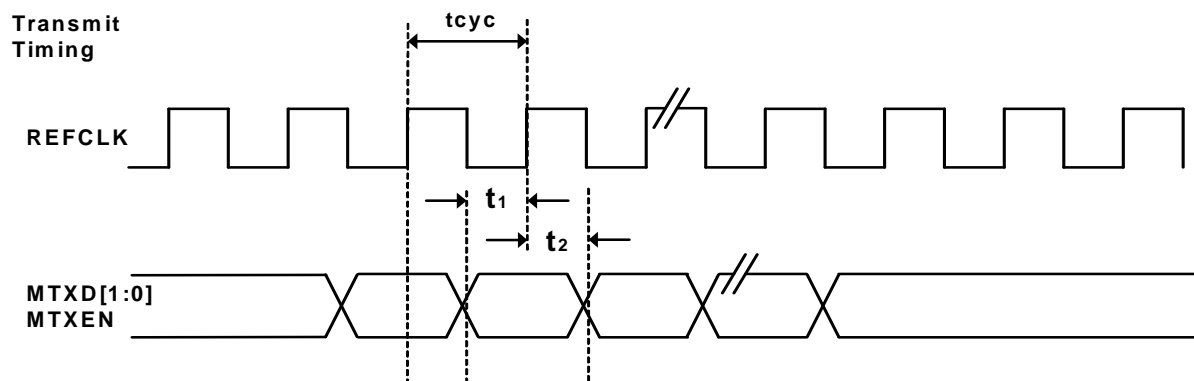 Transmit
Timing
tcyc
REFCLK
t1
t2
MTXD[1:0]
MTXEN